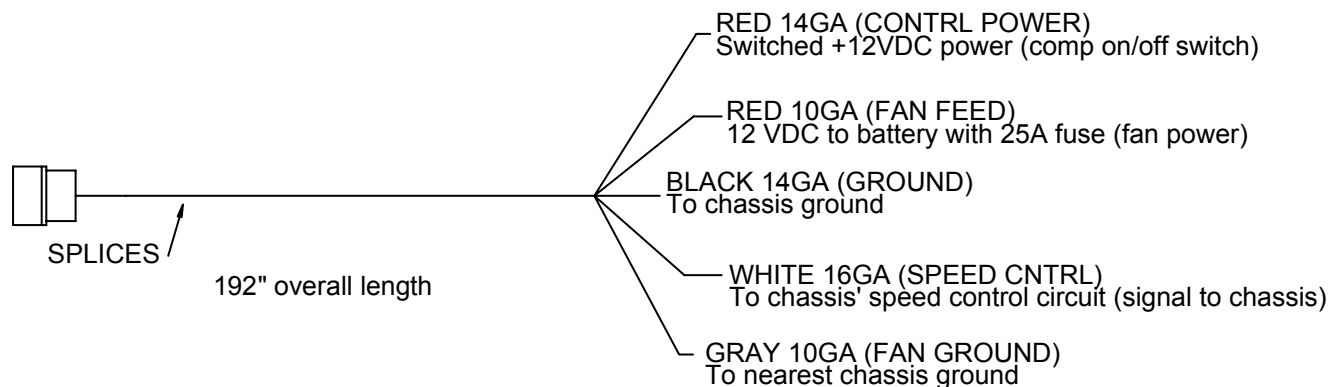 RED 14GA (CONTRL POWER)
Switched +12VDC power (comp on/off switch)
RED 10GA (FAN FEED)
12 VDC to battery with 25A fuse (fan power)
BLACK 14GA (GROUND)
To chassis ground
SPLICES
192" overall length
WHITE 16GA (SPEED CNTRL)
To chassis' speed control circuit (signal to chassis)
GRAY 10GA (FAN GROUND)
To nearest chassis ground